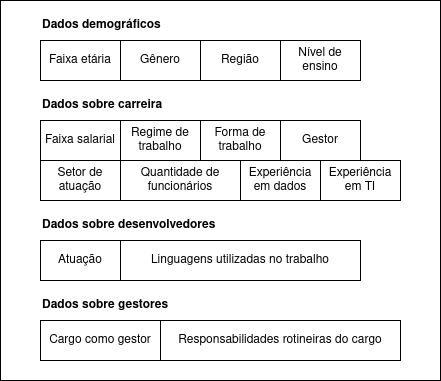 Dados demográficos
Faixa etária Gênero Região Nível de
ensino
Dados sobre carreira
Faixa salarial Regime de Forma de Gestor
trabalho trabalho
Setor de Quantidade de Experiência Experiência
atuação funcionários em dados em TI
Dados sobre desenvolvedores
Atuação Linguagens utilizadas no trabalho
Dados sobre gestores
Cargo como gestor Responsabilidades rotineiras do cargo